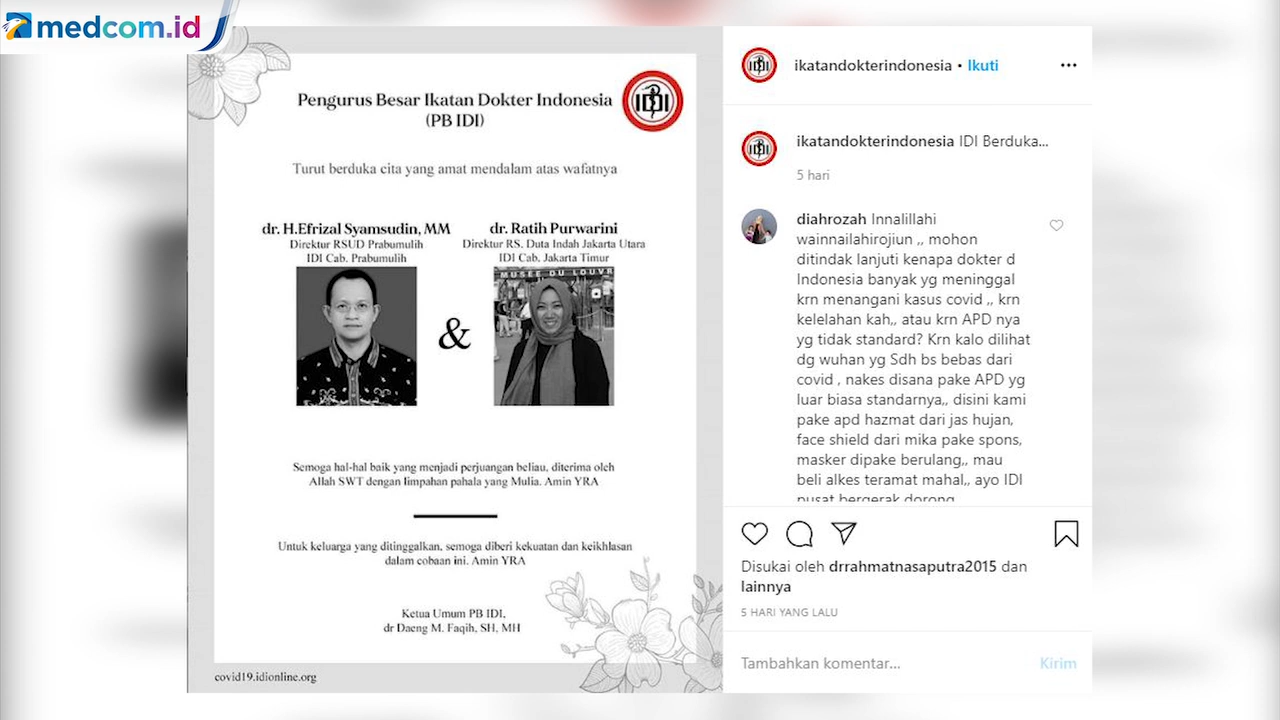 medcom.id
Pengurus Besar Ikatan Dokter Indonesia
(PB IDI)
IDI
Turut berduka cita yang amat mendalam atas wafatnya
dr. H.Efrizal Syamsudin, MM
Direktur RSUD Prabumulih
IDI Cab. Prabumulih
dr. Ratih Purwarini
Direktur RS. Duta Indah Jakarta Utara
IDI Cab. Jakarta Timur
MUSEE DU LOUVR
&
Semoga hal-hal baik yang menjadi perjuangan beliau, diterima oleh
Allah SWT dengan limpahan pahala yang Mulia. Amin YRA
Untuk keluarga yang ditinggalkan, semoga diberi kekuatan dan keikhlasan
dalam cobaan ini. Amin YRA
Ketua Umum PB IDI,
dr Daeng M. Faqih, SH, MH
covid19.idionline.org
IDI
ikatandokterindonesia • Ikuti
IDI
ikatandokterindonesia IDI Berduka...
5 hari
diahrozah Innalillahi
wainnailahirojiun ,, mohon
ditindak lanjuti kenapa dokter d
Indonesia banyak yg meninggal
krn menangani kasus covid ,, krn
kelelahan kah,, atau krn APD nya
yg tidak standard? Krn kalo dilihat
dg wuhan yg Sdh bs bebas dari
covid , nakes disana pake APD yg
luar biasa standarnya,, disini kami
pake apd hazmat dari jas hujan,
face shield dari mika pake spons,
masker dipake berulang,, mau
beli alkes teramat mahal,, ayo IDI
pusat bergerak dorong
Disukai oleh drrahmatnasaputra2015 dan
lainnya
5 HARI YANG LALU
Tambahkan komentar...
Kirim